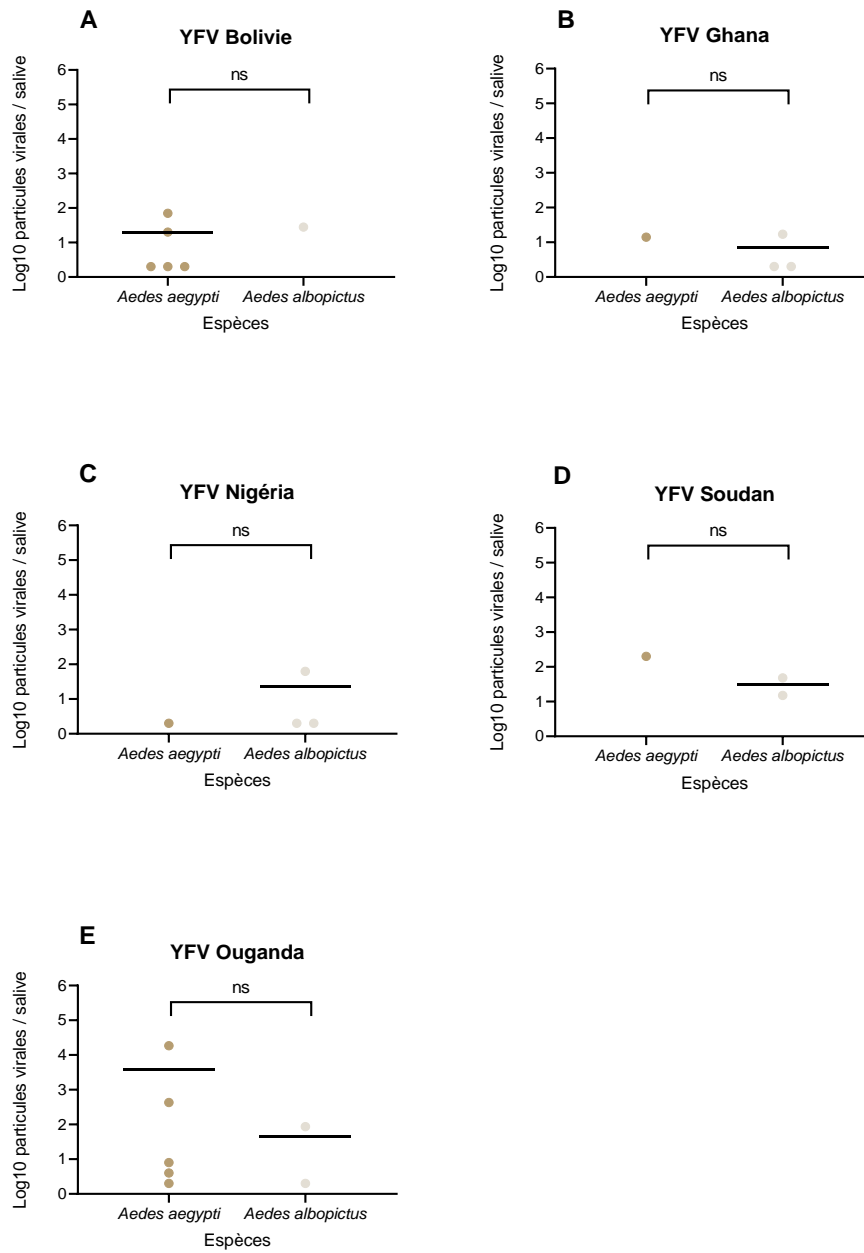 A
YFV Bolivie
ns
Log10 particules virales / salive
6
5
4
3
2
1
0
Aedes aegypti
Aedes albopictus
Espèces
B
YFV Ghana
ns
Log10 particules virales / salive
6
5
4
3
2
1
0
Aedes aegypti
Aedes albopictus
Espèces
C
YFV Nigéria
ns
Log10 particules virales / salive
6
5
4
3
2
1
0
Aedes aegypti
Aedes albopictus
Espèces
D
YFV Soudan
ns
Log10 particules virales / salive
6
5
4
3
2
1
0
Aedes aegypti
Aedes albopictus
Espèces
E
YFV Ouganda
ns
Log10 particules virales / salive
6
5
4
3
2
1
0
Aedes aegypti
Aedes albopictus
Espèces